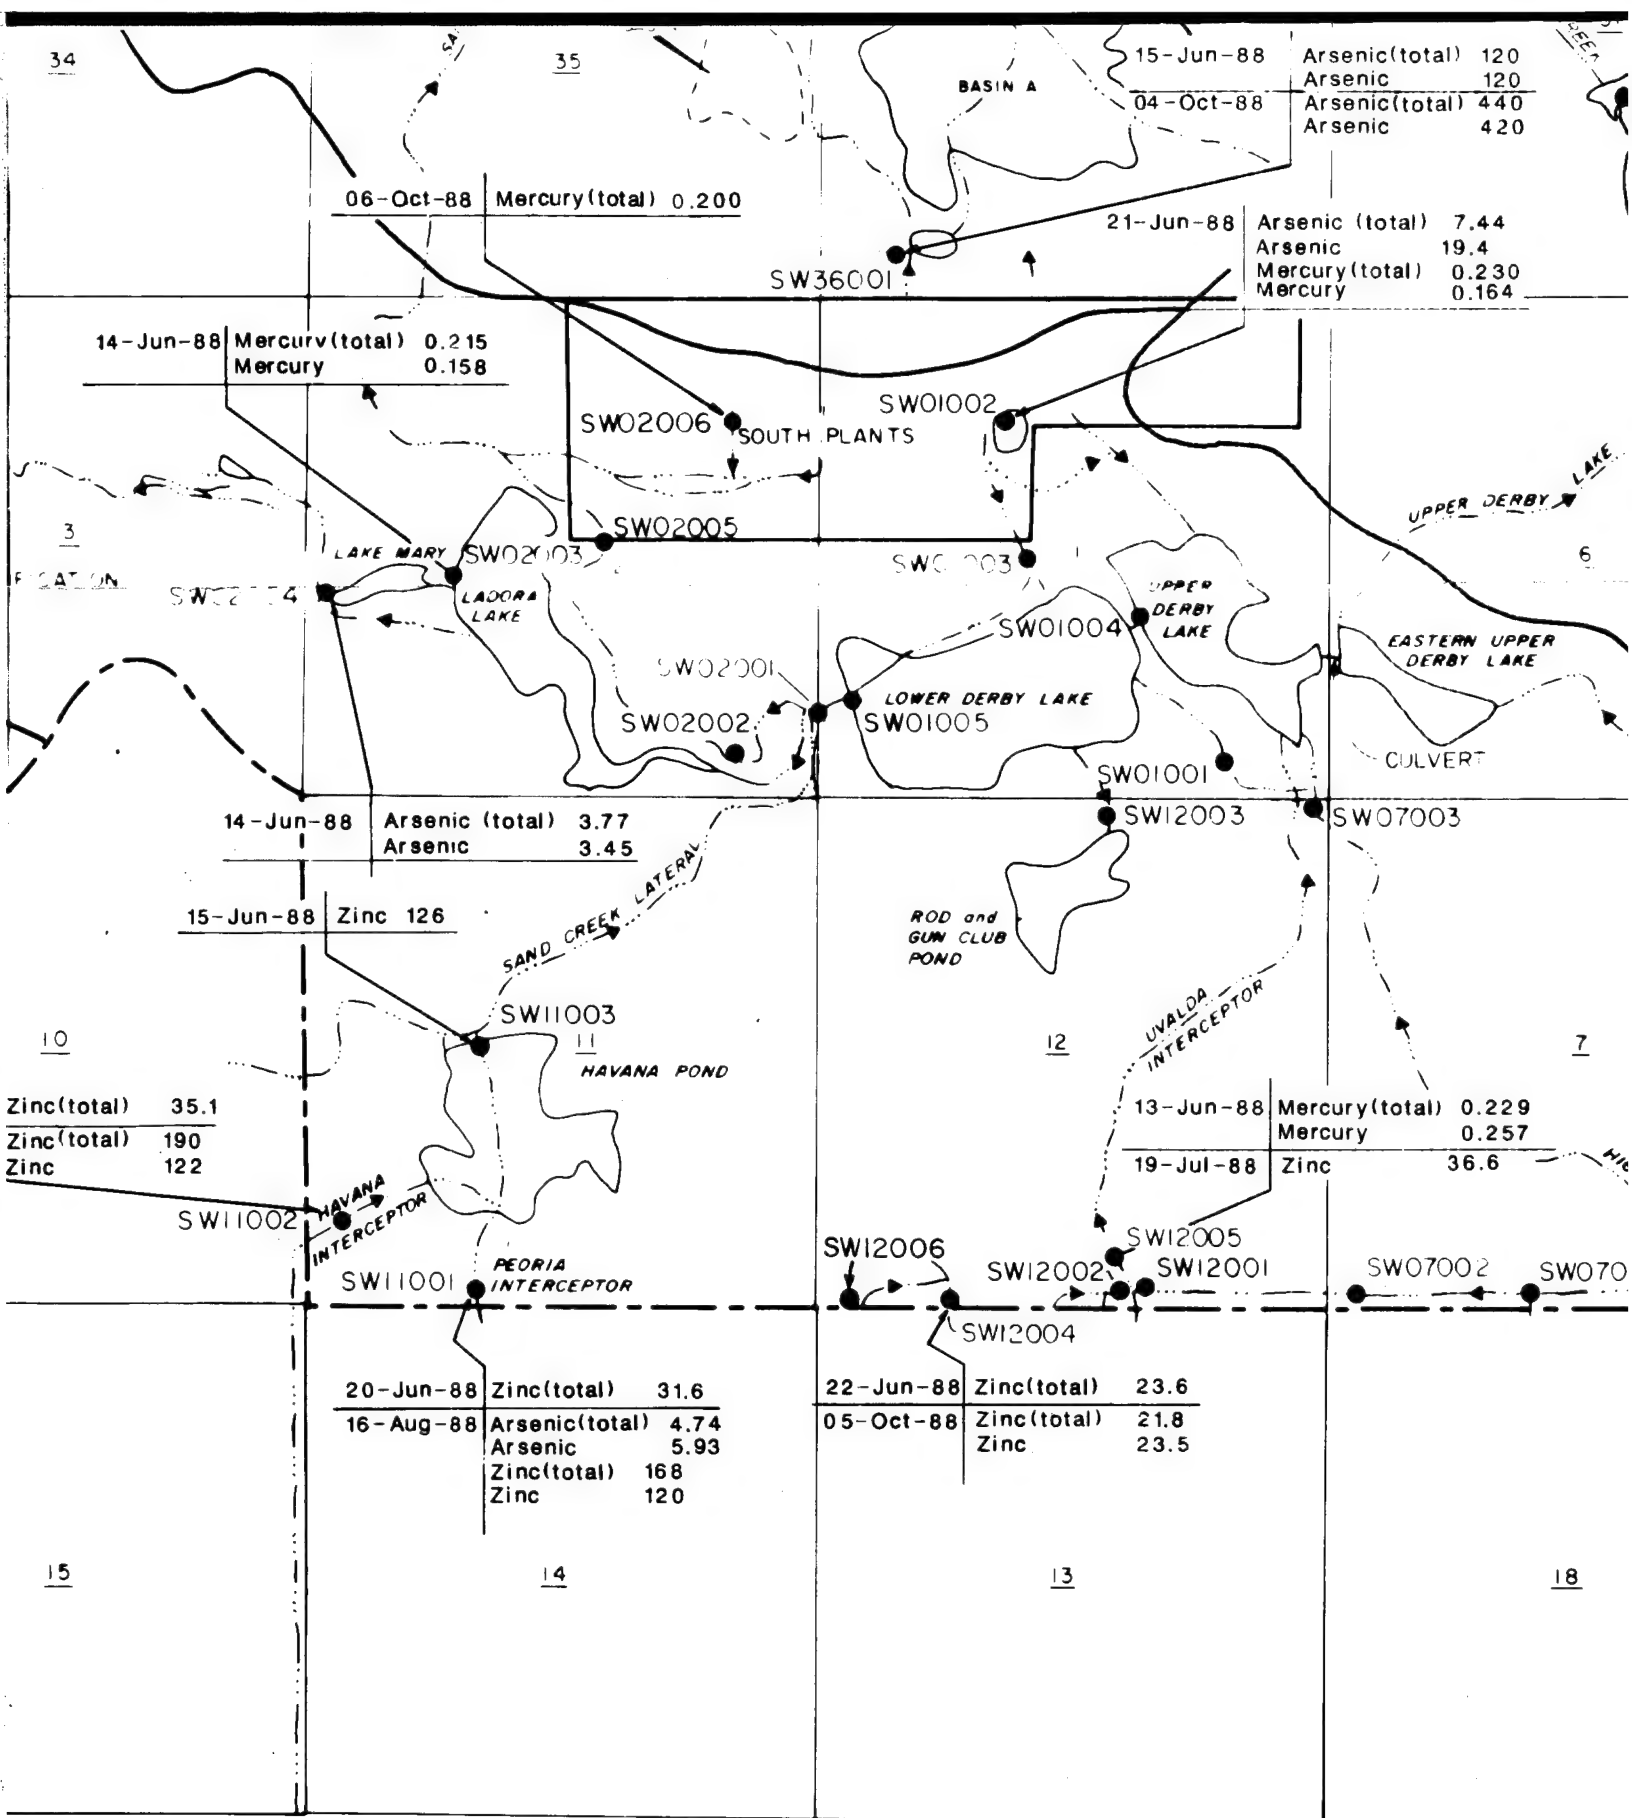 34
35
BASIN A
15-Jun-88 Arsenic(total) 120
Arsenic 120
04-Oct-88 Arsenic(total) 440
Arsenic 420
06-Oct-88 Mercury(total) 0.200
21-Jun-88 Arsenic (total) 7.44
Arsenic 19.4
Mercury(total) 0.230
Mercury 0.164
SW36001
14-Jun-88 Mercury(total) 0.215
Mercury 0.158
SW02006
SOUTH PLANTS
SW01002
UPPER DERBY LAKE
3
SW02005
LAKE MARY
SW02003
6
LADORA
LAKE
UPPER
DERBY
LAKE
SW01004
EASTERN UPPER
DERBY LAKE
SW02001
LOWER DERBY LAKE
SW02002
SW01005
CULVERT
SW01001
SW12003
SW07003
14-Jun-88 Arsenic (total) 3.77
Arsenic 3.45
SAND CREEK LATERAL
15-Jun-88 Zinc 126
ROD and
GUN CLUB
POND
SW11003
UVALDA
INTERCEPTOR
10
11
12
7
HAVANA POND
Zinc(total) 35.1
Zinc(total) 190
Zinc 122
13-Jun-88 Mercury(total) 0.229
Mercury 0.257
19-Jul-88 Zinc 36.6
HAVANA
INTERCEPTOR
SW11002
SW12005
SW12006
PEORIA
INTERCEPTOR
SW11001
SW12002
SW12001
SW07002
SW070
SW12004
20-Jun-88 Zinc(total) 31.6
16-Aug-88 Arsenic(total) 4.74
Arsenic 5.93
Zinc(total) 168
Zinc 120
22-Jun-88 Zinc(total) 23.6
05-Oct-88 Zinc(total) 21.8
Zinc 23.5
15
14
13
18